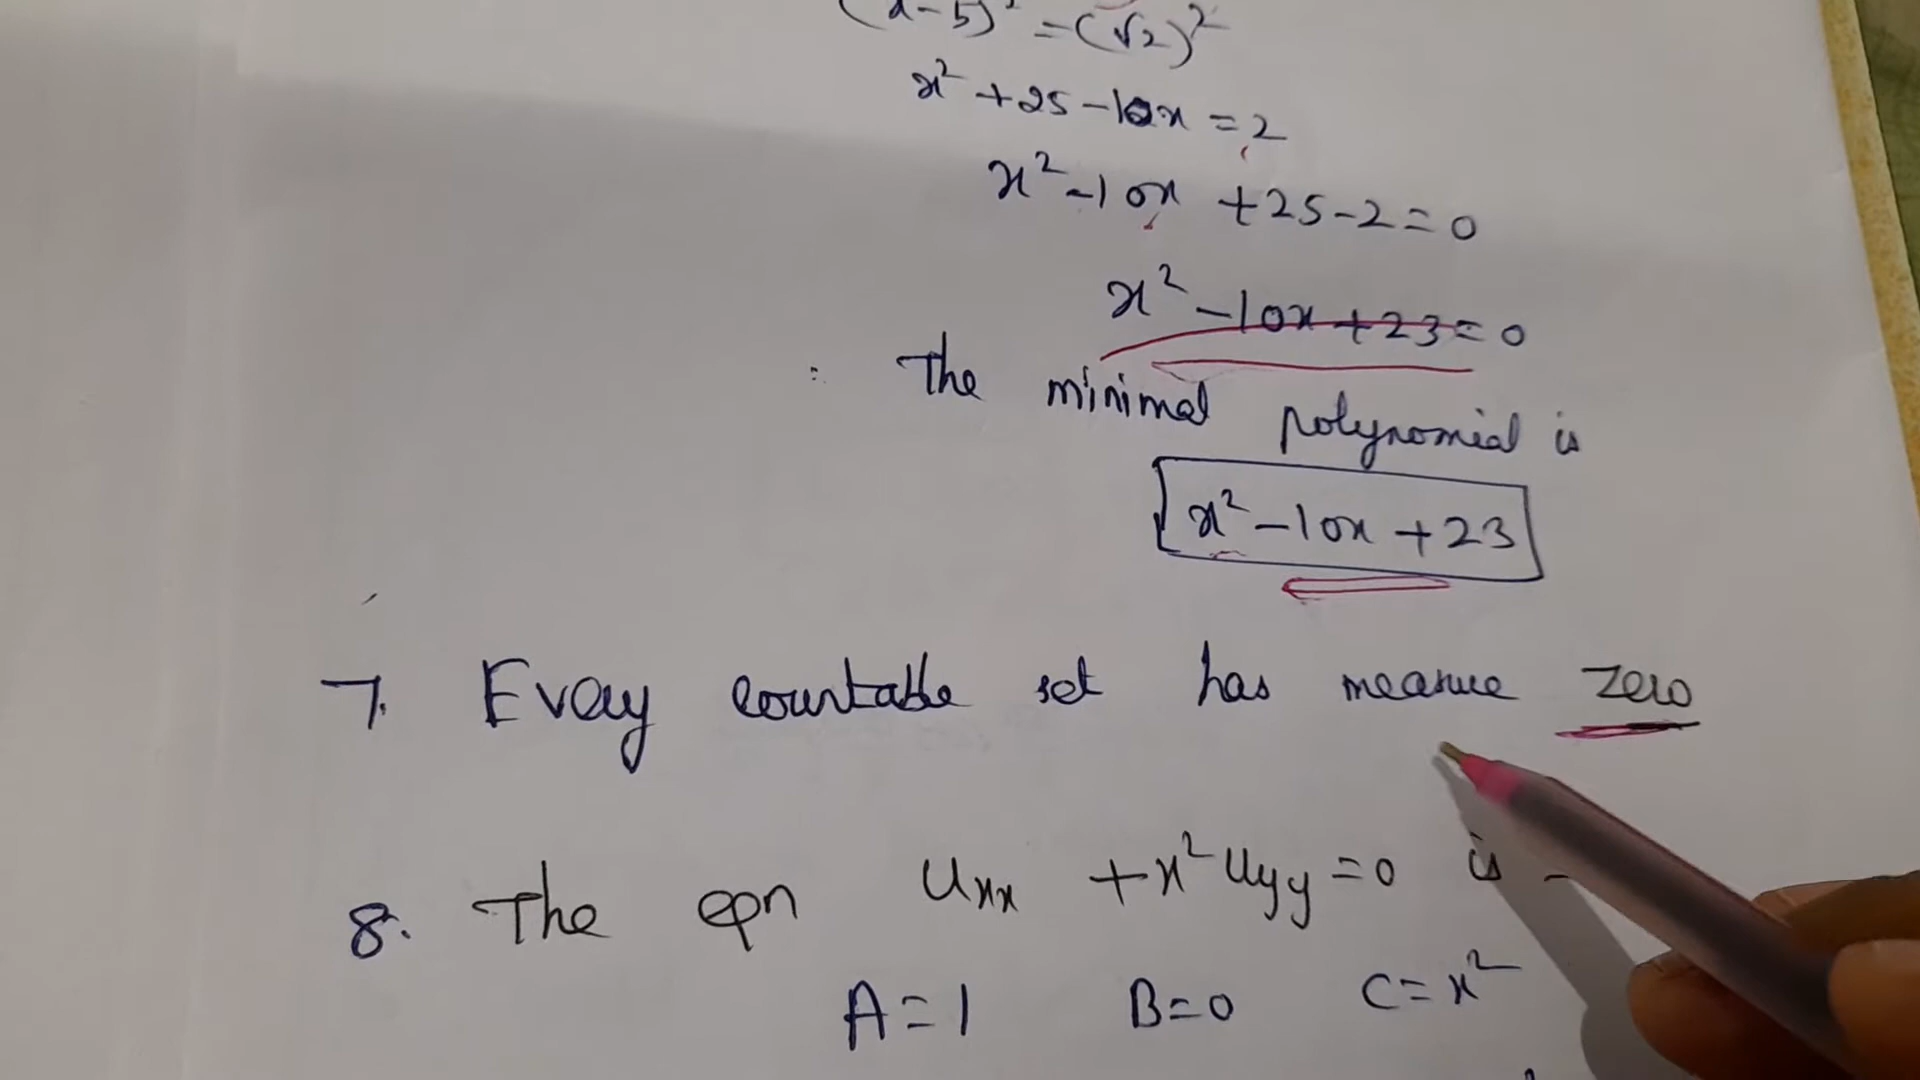 (x-5)² = (√2)²
x² + 25 - 10x = 2
x² - 10x + 25 - 2 = 0
x² - 10x + 23 = 0
The minimal polynomial is
x² - 10x + 23
7. Every countable set has measure zero
8. The eqn Uxx + x² Uyy = 0 is -
A = 1 B = 0 C = x²